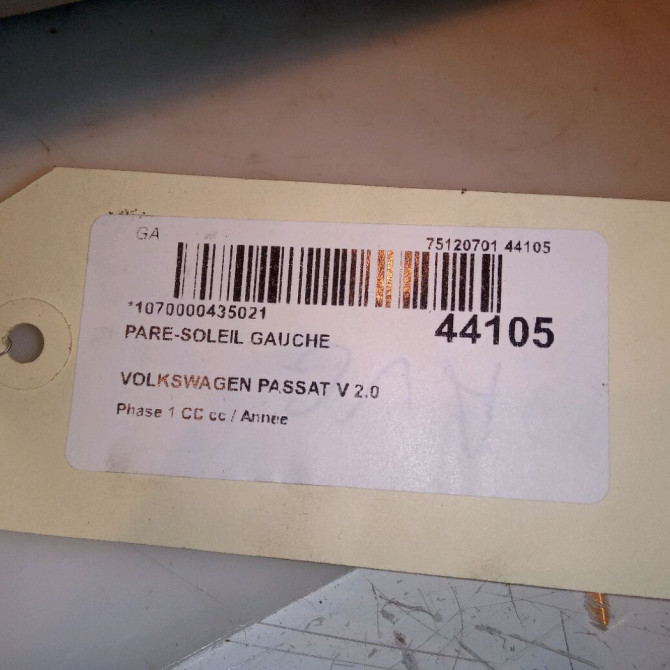 GA
75120701 44105
*1070000435021
44105
PARE-SOLEIL GAUCHE
VOLKSWAGEN PASSAT V 2.0
Phase 1 CC cc / Annee